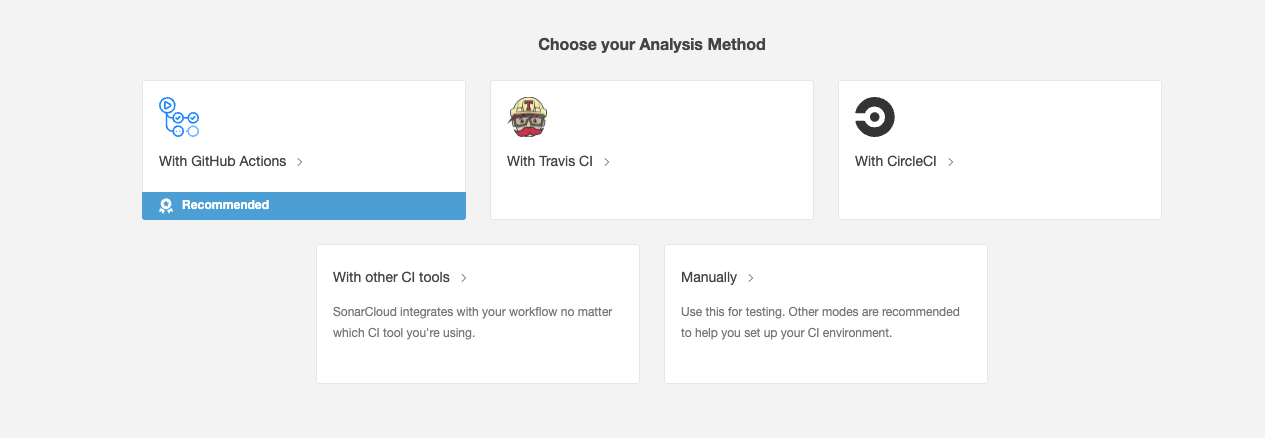 Choose your Analysis Method
With GitHub Actions
Recommended
T
With Travis CI
With CircleCI
With other CI tools
SonarCloud integrates with your workflow no matter
which CI tool you're using.
Manually
Use this for testing. Other modes are recommended
to help you set up your CI environment.